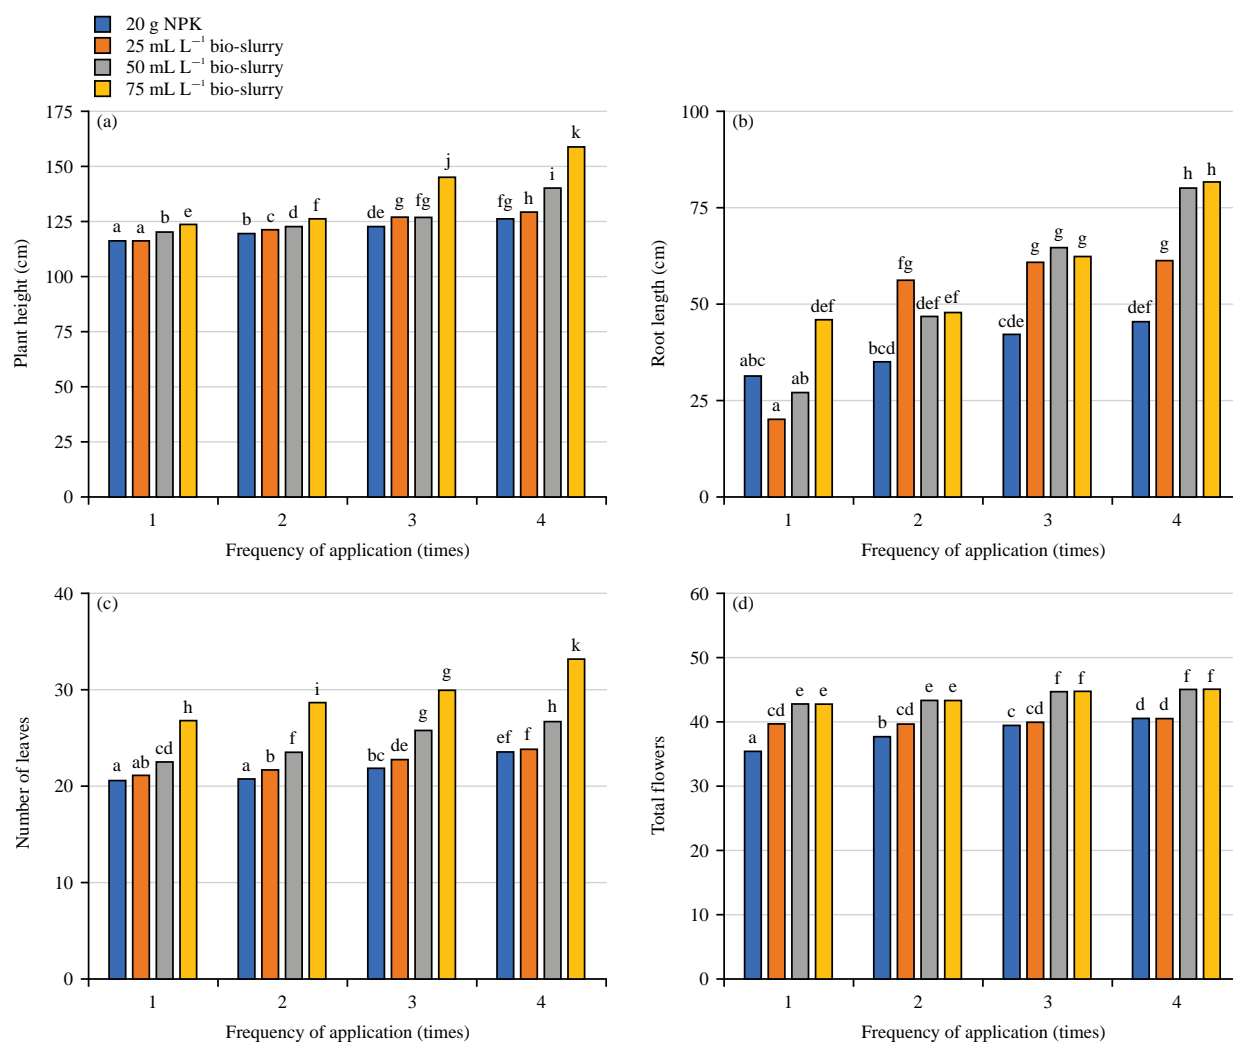 20 g NPK
25 mL L⁻¹ bio-slurry
50 mL L⁻¹ bio-slurry
75 mL L⁻¹ bio-slurry
(a)
175
150
125
100
75
50
25
0
Plant height (cm)
a a b e
b c d f
de g fg j
fg h i k
1 2 3 4
Frequency of application (times)
(b)
100
75
50
25
0
Root length (cm)
abc a ab def
bcd fg def ef
cde g g g
def g h h
1 2 3 4
Frequency of application (times)
(c)
40
30
20
10
0
Number of leaves
a ab cd h
a b f i
bc de g g
ef f h k
1 2 3 4
Frequency of application (times)
(d)
60
50
40
30
20
10
0
Total flowers
a cd e e
b cd e e
c cd f f
d d f f
1 2 3 4
Frequency of application (times)